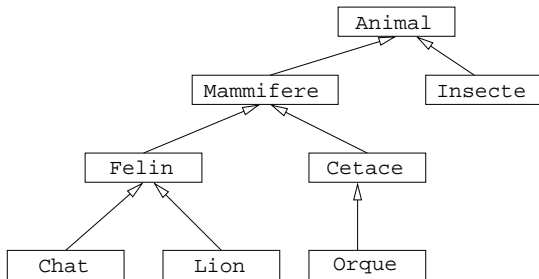 Animal
Mammifere
Insecte
Felin
Cetace
Chat
Lion
Orque